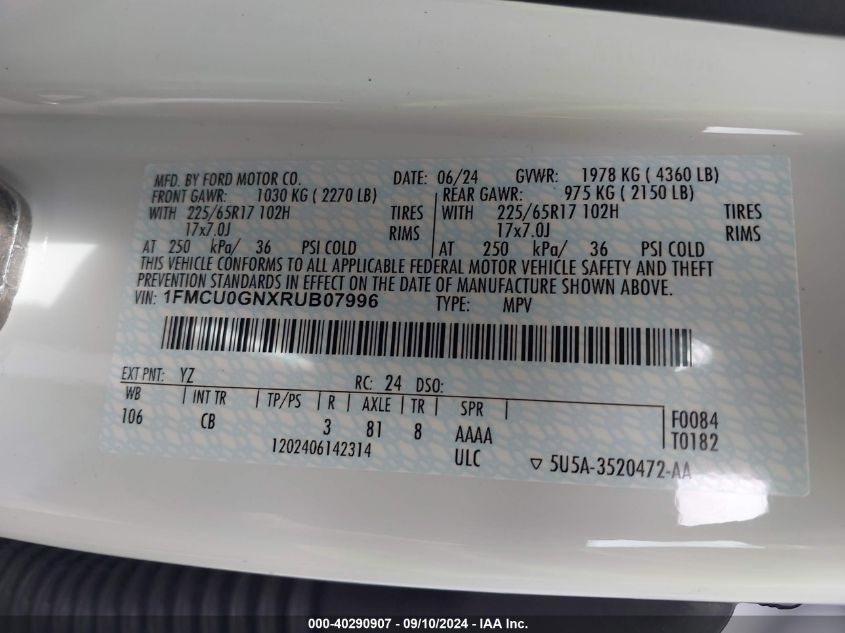 MFD. BY FORD MOTOR CO. DATE: 06/24 GVWR: 1978 KG ( 4360 LB)
FRONT GAWR: 1030 KG ( 2270 LB) REAR GAWR: 975 KG ( 2150 LB)
WITH 225/65R17 102H TIRES WITH 225/65R17 102H TIRES
17x7.0J RIMS 17x7.0J RIMS
AT 250 kPa/ 36 PSI COLD AT 250 kPa/ 36 PSI COLD
THIS VEHICLE CONFORMS TO ALL APPLICABLE FEDERAL MOTOR VEHICLE SAFETY AND THEFT
PREVENTION STANDARDS IN EFFECT ON THE DATE OF MANUFACTURE SHOWN ABOVE.
VIN: 1FMCU0GNXRUB07996 TYPE: MPV
EXT PNT: YZ RC: 24 DSO:
WB INT TR TP/PS R AXLE TR SPR F0084
106 CB 3 81 8 AAAA T0182
1202406142314 ULC ▽ 5U5A-3520472-AA
000-40290907 - 09/10/2024 - IAA Inc.